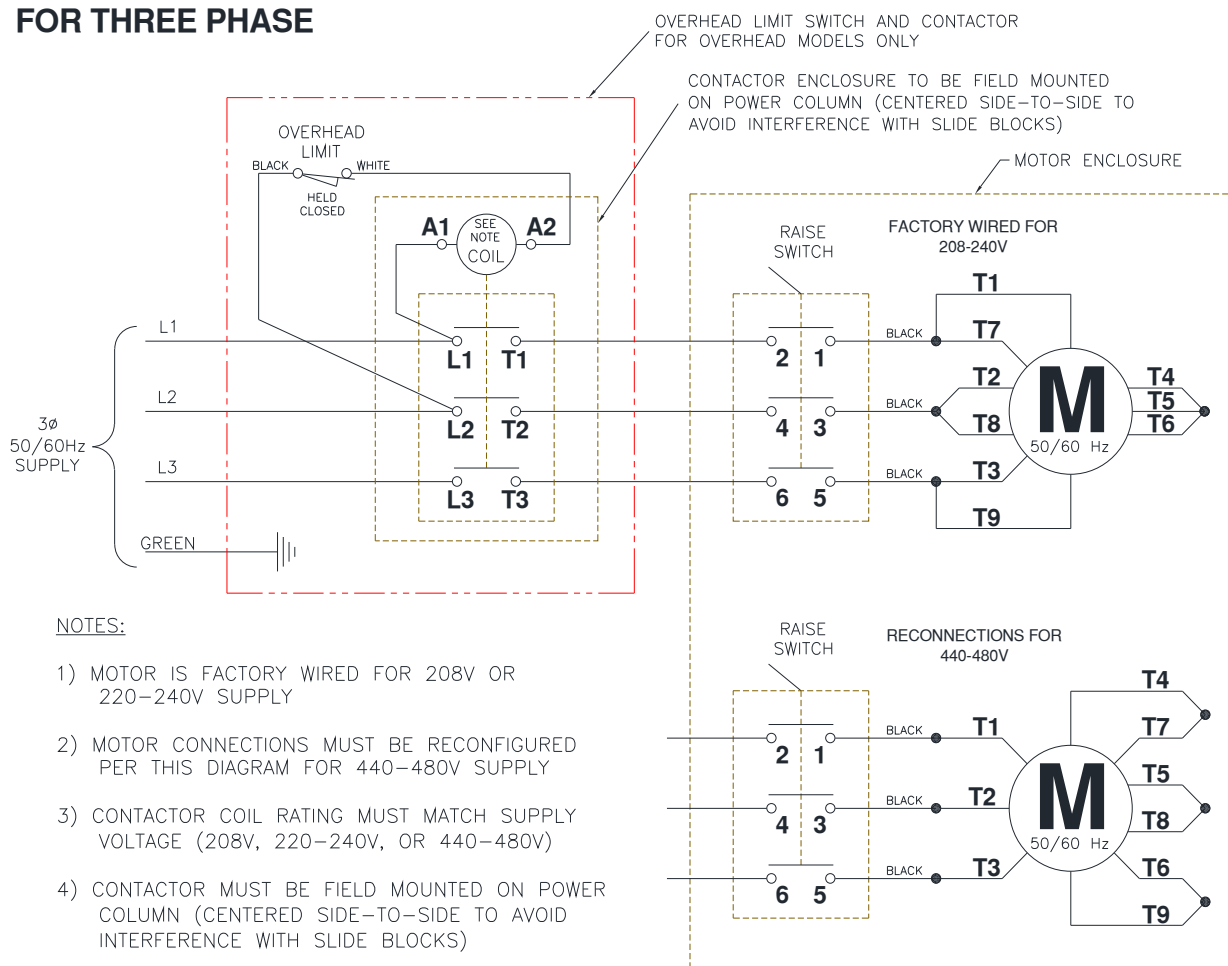 FOR THREE PHASE
OVERHEAD LIMIT SWITCH AND CONTACTOR
FOR OVERHEAD MODELS ONLY
CONTACTOR ENCLOSURE TO BE FIELD MOUNTED
ON POWER COLUMN (CENTERED SIDE-TO-SIDE TO
AVOID INTERFERENCE WITH SLIDE BLOCKS)
MOTOR ENCLOSURE
OVERHEAD
LIMIT
BLACK
WHITE
HELD
CLOSED
A1
SEE
NOTE
COIL
A2
RAISE
SWITCH
FACTORY WIRED FOR
208-240V
L1
L1
T1
2
1
BLACK
T1
T7
L2
L2
T2
4
3
BLACK
T2
T8
L3
L3
T3
6
5
BLACK
T3
T9
M
50/60 Hz
T4
T5
T6
3ø
50/60Hz
SUPPLY
GREEN
NOTES:
1) MOTOR IS FACTORY WIRED FOR 208V OR
220-240V SUPPLY
2) MOTOR CONNECTIONS MUST BE RECONFIGURED
PER THIS DIAGRAM FOR 440-480V SUPPLY
3) CONTACTOR COIL RATING MUST MATCH SUPPLY
VOLTAGE (208V, 220-240V, OR 440-480V)
4) CONTACTOR MUST BE FIELD MOUNTED ON POWER
COLUMN (CENTERED SIDE-TO-SIDE TO AVOID
INTERFERENCE WITH SLIDE BLOCKS)
RAISE
SWITCH
RECONNECTIONS FOR
440-480V
2
1
BLACK
T1
4
3
BLACK
T2
6
5
BLACK
T3
M
50/60 Hz
T4
T7
T5
T8
T6
T9